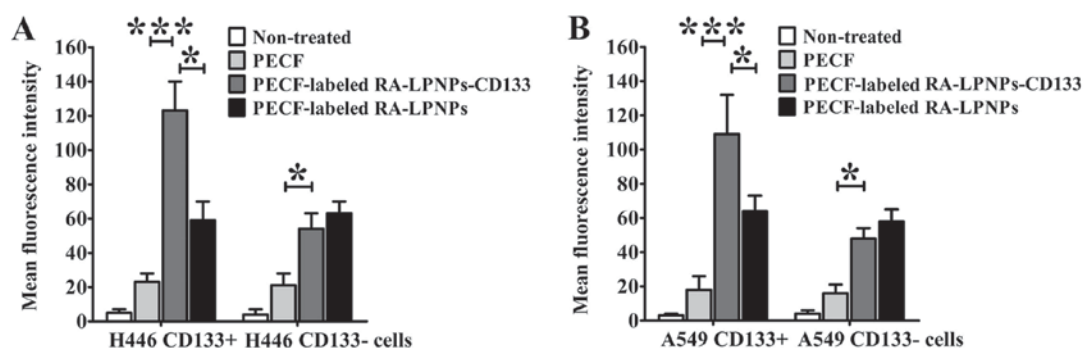 A
Mean fluorescence intensity
160
140
120
100
80
60
40
20
0
***
*
*
Non-treated
PECF
PECF-labeled RA-LPNPs-CD133
PECF-labeled RA-LPNPs
H446 CD133+ H446 CD133- cells
B
Mean fluorescence intensity
160
140
120
100
80
60
40
20
0
***
*
*
Non-treated
PECF
PECF-labeled RA-LPNPs-CD133
PECF-labeled RA-LPNPs
A549 CD133+ A549 CD133- cells